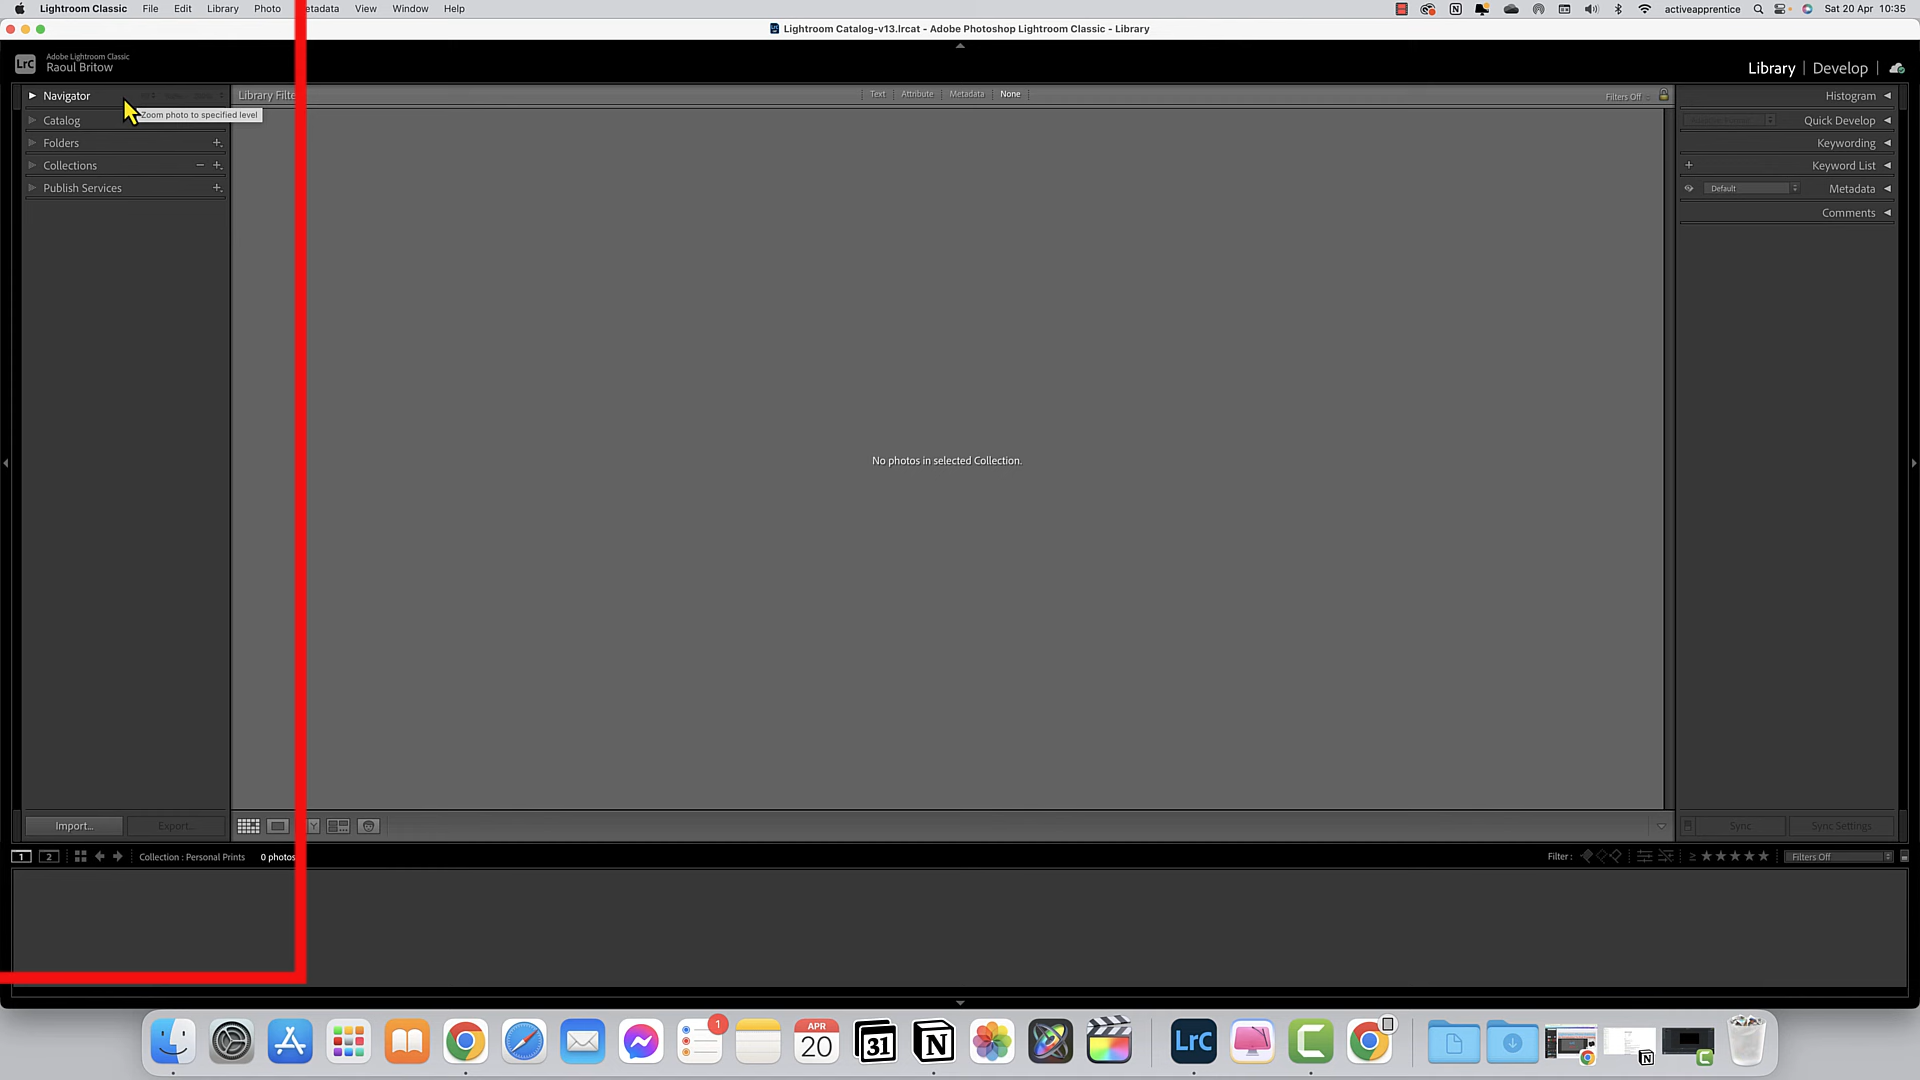 Lightroom Classic File Edit Library Photo etadata View Window Help activeapprentice Sat 20 Apr 10:35
Lightroom Catalog-v13.lrcat - Adobe Photoshop Lightroom Classic - Library
LrC Adobe Lightroom Classic
Raoul Britow
Library | Develop |
Navigator
Zoom photo to specified level
Catalog
Folders
Collections
Publish Services
Library Filte
Text Attribute Metadata None
Filters Off
Histogram
Quick Develop
Keywording
Keyword List
Default Metadata
Comments
No photos in selected Collection.
Import... Export...
Sync Sync Settings
1 2 Collection : Personal Prints 0 photos
Filter : ≥ Filters Off
1
APR
20
31
LrC